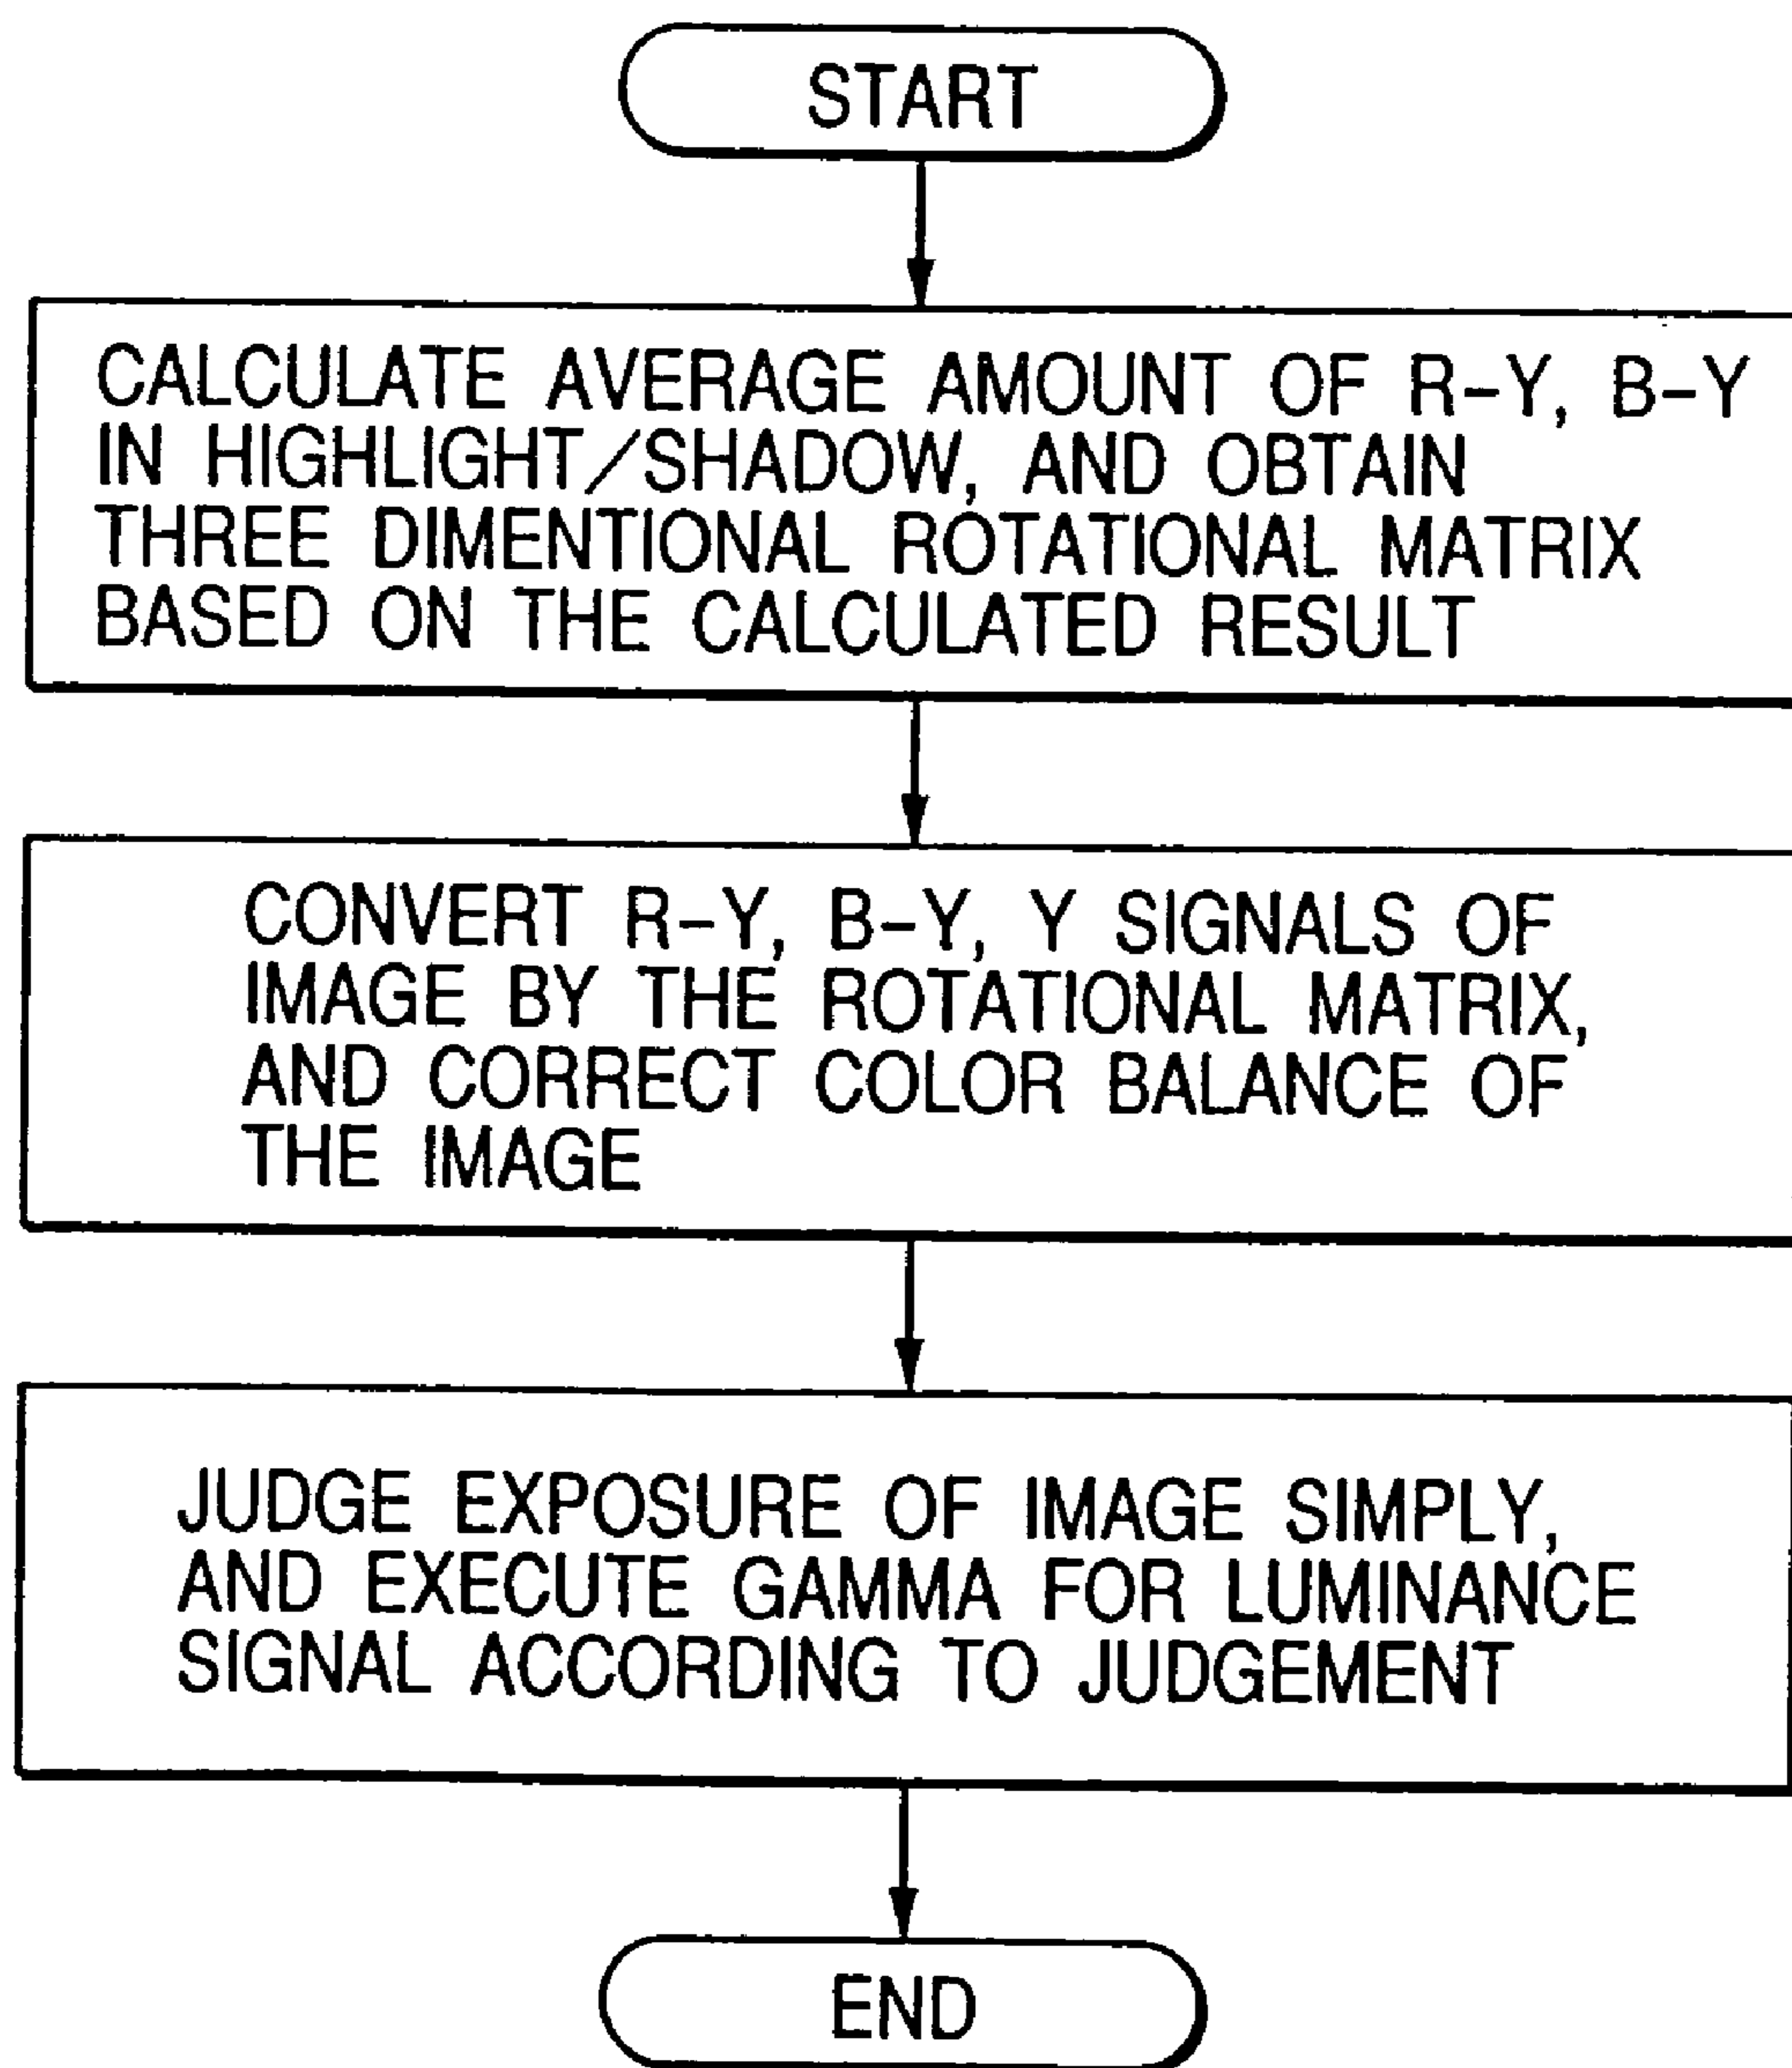 START
CALCULATE AVERAGE AMOUNT OF R-Y, B-Y
IN HIGHLIGHT/SHADOW, AND OBTAIN
THREE DIMENTIONAL ROTATIONAL MATRIX
BASED ON THE CALCULATED RESULT
CONVERT R-Y, B-Y, Y SIGNALS OF
IMAGE BY THE ROTATIONAL MATRIX,
AND CORRECT COLOR BALANCE OF
THE IMAGE
JUDGE EXPOSURE OF IMAGE SIMPLY,
AND EXECUTE GAMMA FOR LUMINANCE
SIGNAL ACCORDING TO JUDGEMENT
END